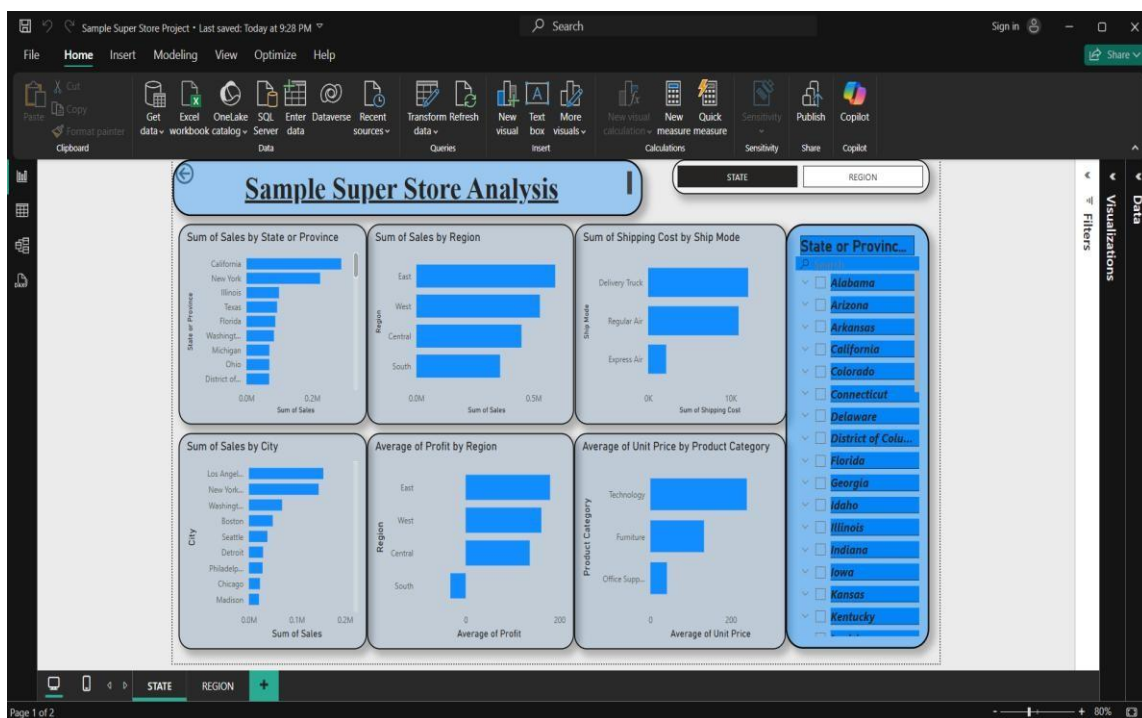 Sample Super Store Project • Last saved: Today at 9:28 PM
Search
Sign in
File Home Insert Modeling View Optimize Help
Share
Paste
Cut
Copy
Format painter
Clipboard
Get data
Excel workbook
OneLake catalog
SQL Server
Enter data
Dataverse
Recent sources
Data
Transform data
Refresh
Queries
New visual
Text box
More visuals
Insert
New visual calculation
New measure
Quick measure
Calculations
Sensitivity
Sensitivity
Publish
Share
Copilot
Copilot
Sample Super Store Analysis
STATE
REGION
Filters
Visualizations
Data
Sum of Sales by State or Province
State or Province
California
New York
Illinois
Texas
Florida
Washingt...
Michigan
Ohio
District of...
0.0M 0.2M
Sum of Sales
Sum of Sales by Region
Region
East
West
Central
South
0.0M 0.5M
Sum of Sales
Sum of Shipping Cost by Ship Mode
Ship Mode
Delivery Truck
Regular Air
Express Air
0K 10K
Sum of Shipping Cost
State or Provinc...
Search
Alabama
Arizona
Arkansas
California
Colorado
Connecticut
Delaware
District of Colu...
Florida
Georgia
Idaho
Illinois
Indiana
Iowa
Kansas
Kentucky
Sum of Sales by City
City
Los Angel...
New York...
Washingt...
Boston
Seattle
Detroit
Philadelp...
Chicago
Madison
0.0M 0.1M 0.2M
Sum of Sales
Average of Profit by Region
Region
East
West
Central
South
0 200
Average of Profit
Average of Unit Price by Product Category
Product Category
Technology
Furniture
Office Supp...
0 200
Average of Unit Price
STATE
REGION
Page 1 of 2
80%